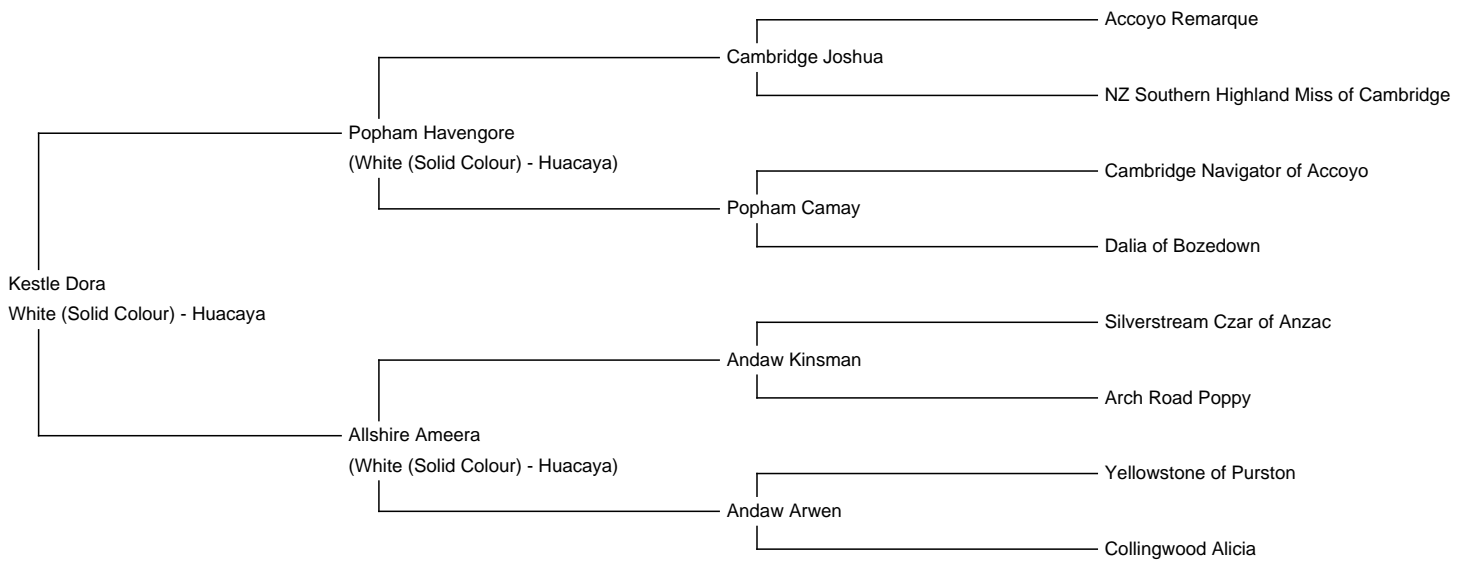 Accoyo Remarque
Cambridge Joshua
NZ Southern Highland Miss of Cambridge
Popham Havengore
(White (Solid Colour) - Huacaya)
Cambridge Navigator of Accoyo
Popham Camay
Dalia of Bozedown
Kestle Dora
White (Solid Colour) - Huacaya
Silverstream Czar of Anzac
Andaw Kinsman
Arch Road Poppy
Allshire Ameera
(White (Solid Colour) - Huacaya)
Yellowstone of Purston
Andaw Arwen
Collingwood Alicia